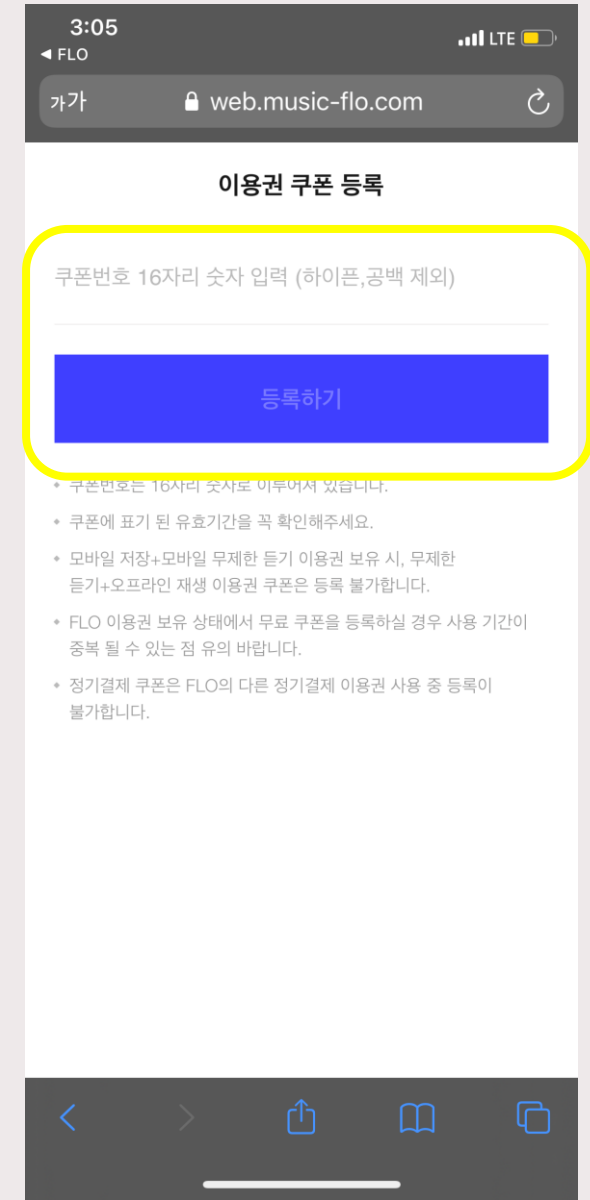 3:05
LTE
◀ FLO
가가 web.music-flo.com
이용권 쿠폰 등록
쿠폰번호 16자리 숫자 입력 (하이픈,공백 제외)
등록하기
• 쿠폰번호는 16자리 숫자로 이루어져 있습니다.
• 쿠폰에 표기 된 유효기간을 꼭 확인해주세요.
• 모바일 저장+모바일 무제한 듣기 이용권 보유 시, 무제한
듣기+오프라인 재생 이용권 쿠폰은 등록 불가합니다.
• FLO 이용권 보유 상태에서 무료 쿠폰을 등록하실 경우 사용 기간이
중복 될 수 있는 점 유의 바랍니다.
• 정기결제 쿠폰은 FLO의 다른 정기결제 이용권 사용 중 등록이
불가합니다.